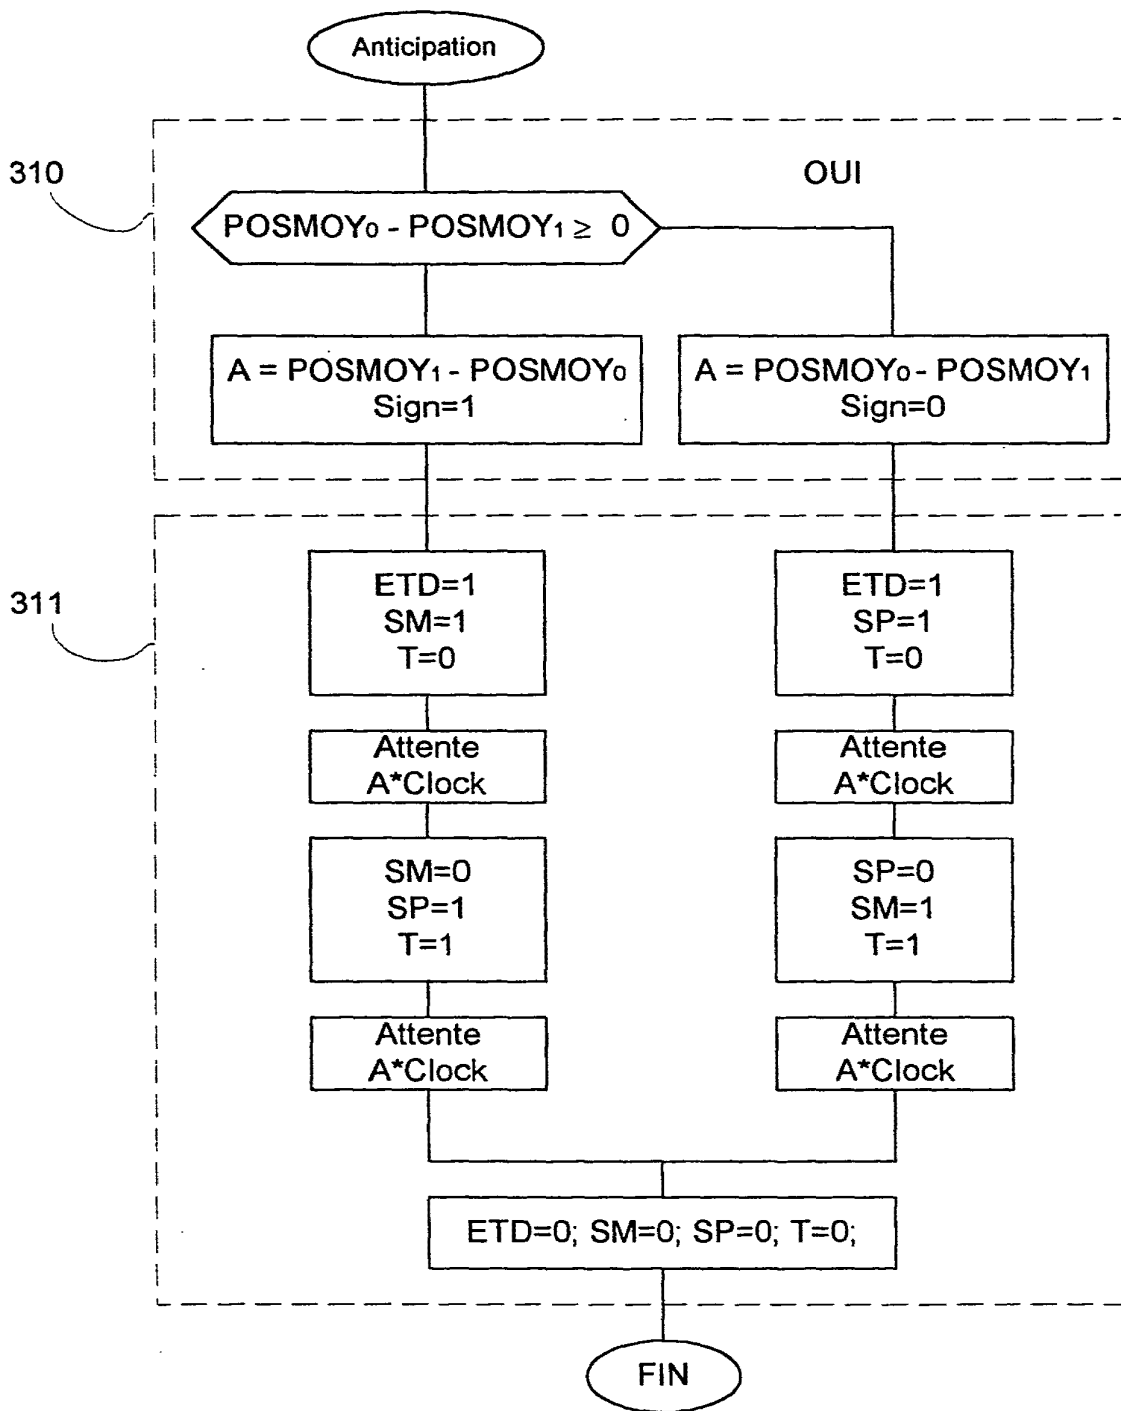 Anticipation
310
OUI
POSMOY₀ - POSMOY₁ ≥ 0
A = POSMOY₁ - POSMOY₀
Sign=1
A = POSMOY₀ - POSMOY₁
Sign=0
311
ETD=1
SM=1
T=0
ETD=1
SP=1
T=0
Attente
A*Clock
Attente
A*Clock
SM=0
SP=1
T=1
SP=0
SM=1
T=1
Attente
A*Clock
Attente
A*Clock
ETD=0; SM=0; SP=0; T=0;
FIN